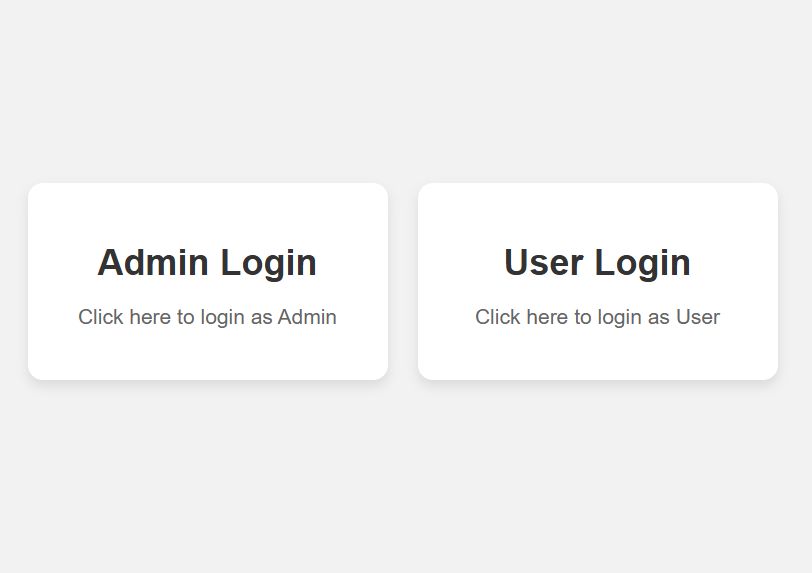 Admin Login
Click here to login as Admin
User Login
Click here to login as User